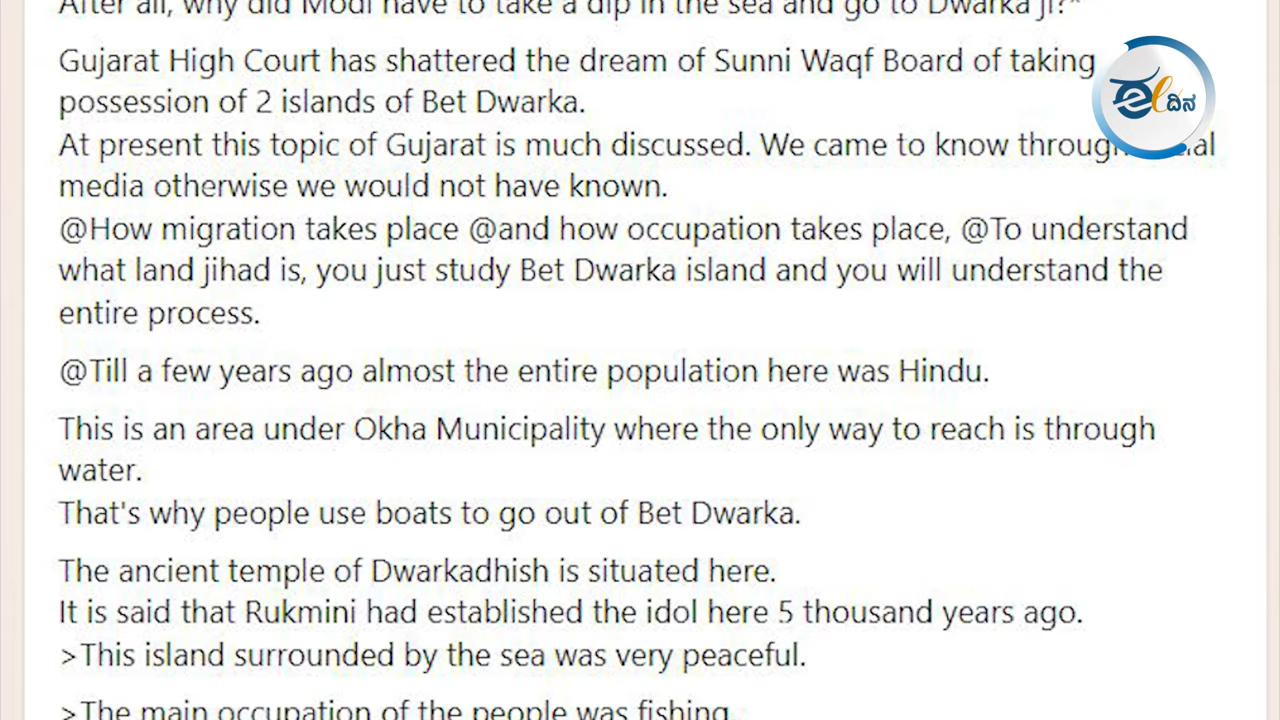 After all, why did Modi have to take a dip in the sea and go to Dwarka ji?*
Gujarat High Court has shattered the dream of Sunni Waqf Board of taking
possession of 2 islands of Bet Dwarka.
At present this topic of Gujarat is much discussed. We came to know through
media otherwise we would not have known.
@How migration takes place @and how occupation takes place, @To understand
what land jihad is, you just study Bet Dwarka island and you will understand the
entire process.
@Till a few years ago almost the entire population here was Hindu.
This is an area under Okha Municipality where the only way to reach is through
water.
That's why people use boats to go out of Bet Dwarka.
The ancient temple of Dwarkadhish is situated here.
It is said that Rukmini had established the idol here 5 thousand years ago.
>This island surrounded by the sea was very peaceful.
>The main occupation of the people was fishing.
ದಿನ